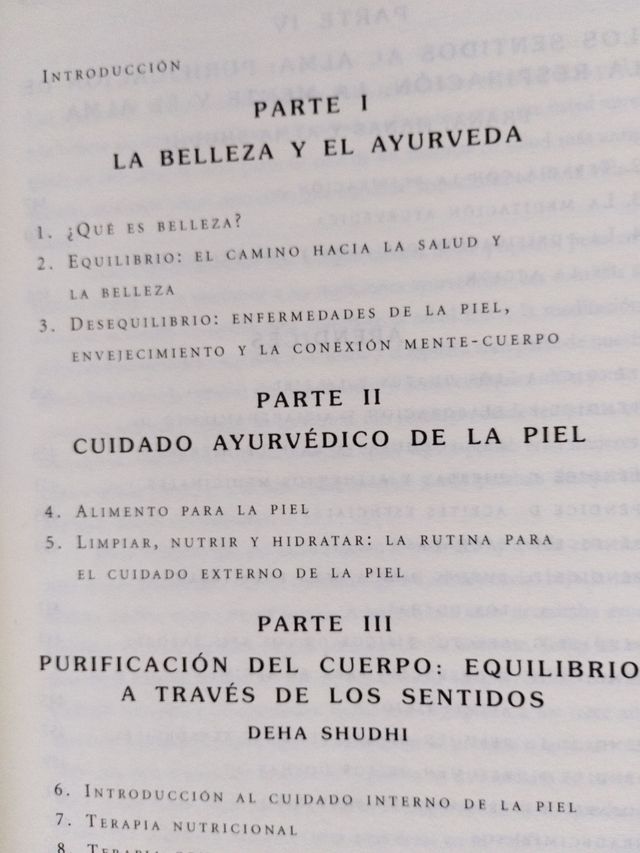 Introducción
PARTE I
LA BELLEZA Y EL AYURVEDA
1. ¿Qué es belleza?
2. Equilibrio: el camino hacia la salud y
la belleza
3. Desequilibrio: enfermedades de la piel,
envejecimiento y la conexión mente-cuerpo
PARTE II
CUIDADO AYURVÉDICO DE LA PIEL
4. Alimento para la piel
5. Limpiar, nutrir y hidratar: la rutina para
el cuidado externo de la piel
PARTE III
PURIFICACIÓN DEL CUERPO: EQUILIBRIO
A TRAVÉS DE LOS SENTIDOS
DEHA SHUDHI
6. Introducción al cuidado interno de la piel
7. Terapia nutricional
8. Terapia